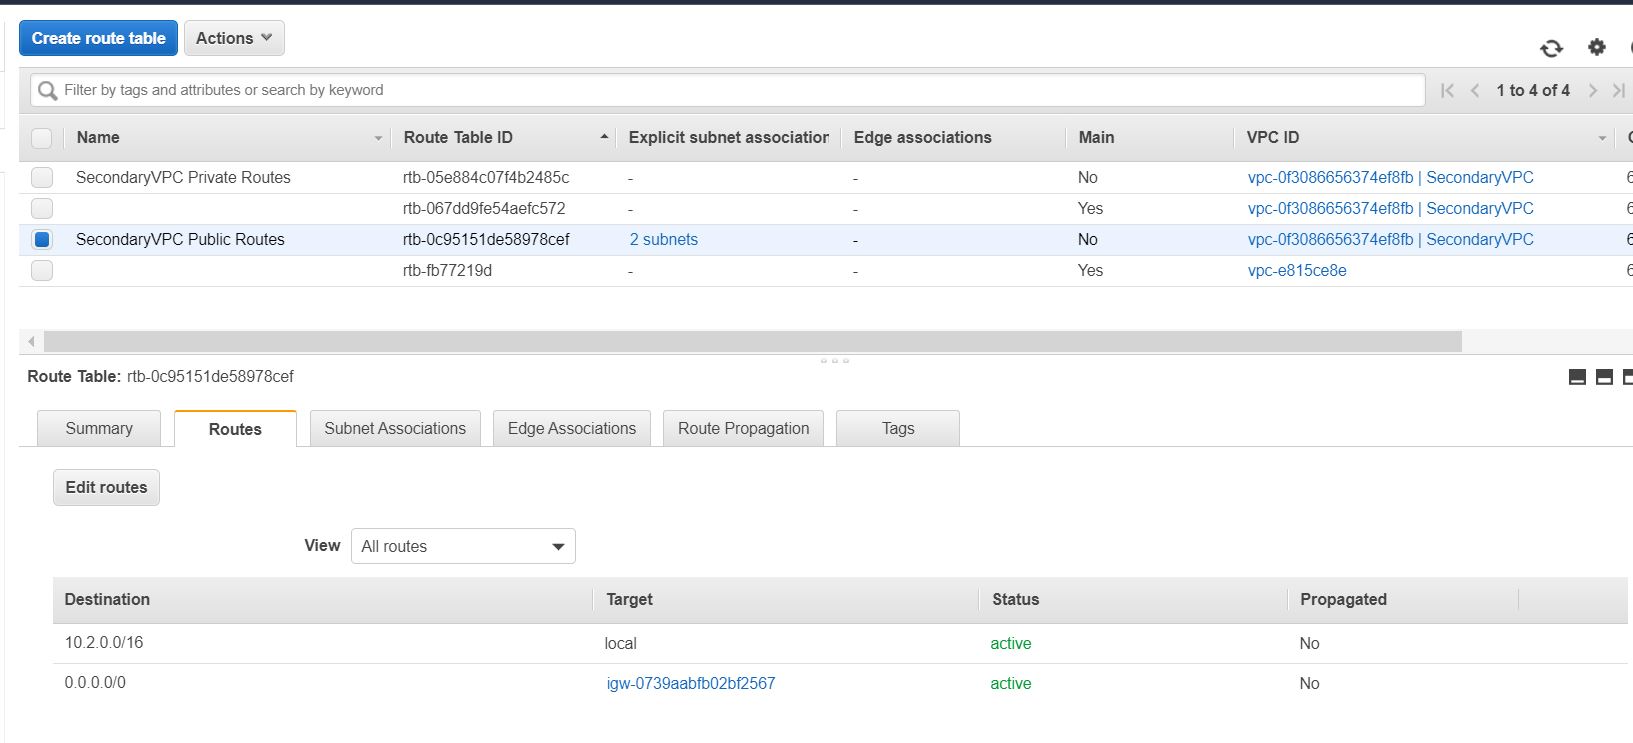 Create route table Actions
Filter by tags and attributes or search by keyword 1 to 4 of 4
Name Route Table ID Explicit subnet association Edge associations Main VPC ID
SecondaryVPC Private Routes rtb-05e884c07f4b2485c - - No vpc-0f3086656374ef8fb | SecondaryVPC 6
rtb-067dd9fe54aefc572 - - Yes vpc-0f3086656374ef8fb | SecondaryVPC 6
SecondaryVPC Public Routes rtb-0c95151de58978cef 2 subnets - No vpc-0f3086656374ef8fb | SecondaryVPC 6
rtb-fb77219d - - Yes vpc-e815ce8e 6
Route Table: rtb-0c95151de58978cef
Summary Routes Subnet Associations Edge Associations Route Propagation Tags
Edit routes
View All routes
Destination Target Status Propagated
10.2.0.0/16 local active No
0.0.0.0/0 igw-0739aabfb02bf2567 active No